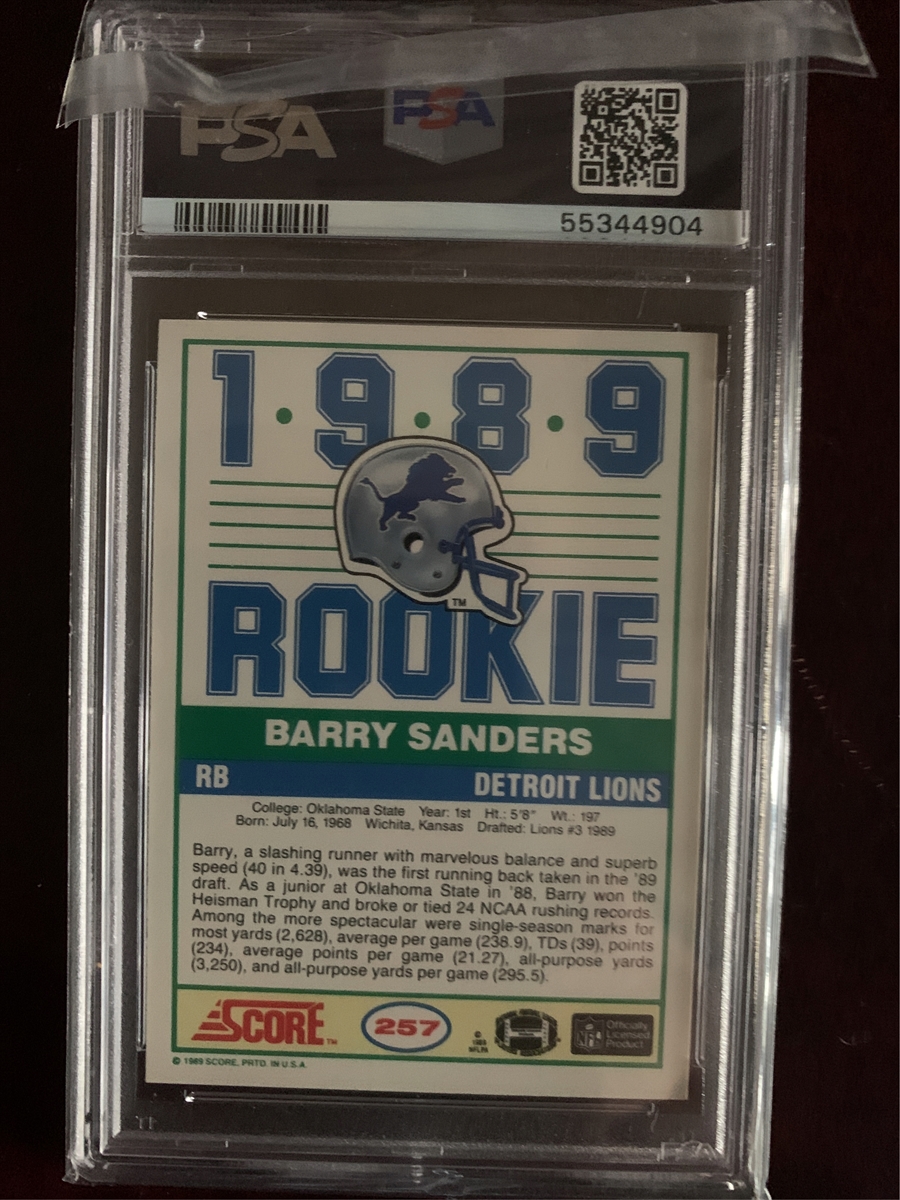 PSA PSA
55344904
1·9·8·9
TM
ROOKIE
BARRY SANDERS
RB DETROIT LIONS
College: Oklahoma State Year: 1st Ht.: 5'8" Wt.: 197
Born: July 16, 1968 Wichita, Kansas Drafted: Lions #3 1989
Barry, a slashing runner with marvelous balance and superb
speed (40 in 4.39), was the first running back taken in the '89
draft. As a junior at Oklahoma State in '88, Barry won the
Heisman Trophy and broke or tied 24 NCAA rushing records.
Among the more spectacular were single-season marks for
most yards (2,628), average per game (238.9), TDs (39), points
(234), average points per game (21.27), all-purpose yards
(3,250), and all-purpose yards per game (295.5).
SCORE TM 257 © 1989 NFLPA NFL Officially Licensed Product
© 1989 SCORE, PRTD. IN U.S.A.